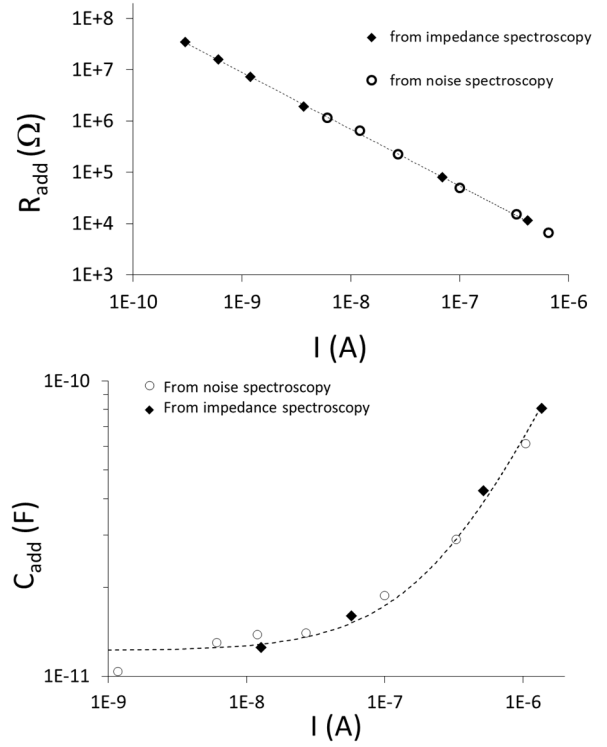 1E+8
1E+7
1E+6
1E+5
1E+4
1E+3
R_add (Ω)
from impedance spectroscopy
from noise spectroscopy
1E-10 1E-9 1E-8 1E-7 1E-6
I (A)
1E-10
1E-11
C_add (F)
From noise spectroscopy
From impedance spectroscopy
1E-9 1E-8 1E-7 1E-6
I (A)